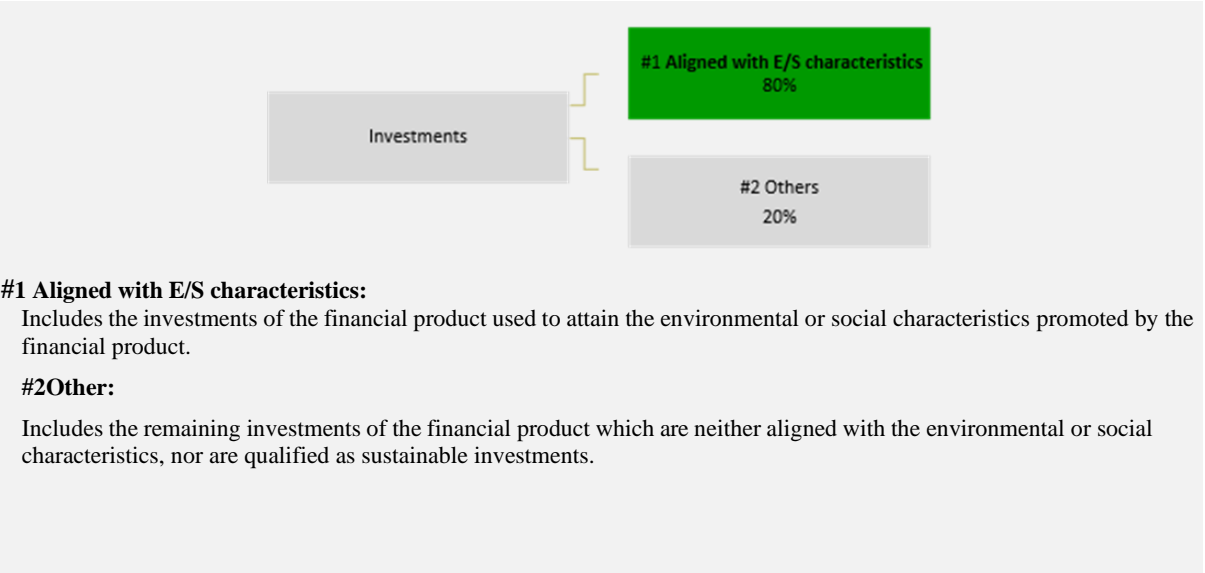 #1 Aligned with E/S characteristics
80%
Investments
#2 Others
20%
#1 Aligned with E/S characteristics:
Includes the investments of the financial product used to attain the environmental or social characteristics promoted by the
financial product.
#2Other:
Includes the remaining investments of the financial product which are neither aligned with the environmental or social
characteristics, nor are qualified as sustainable investments.